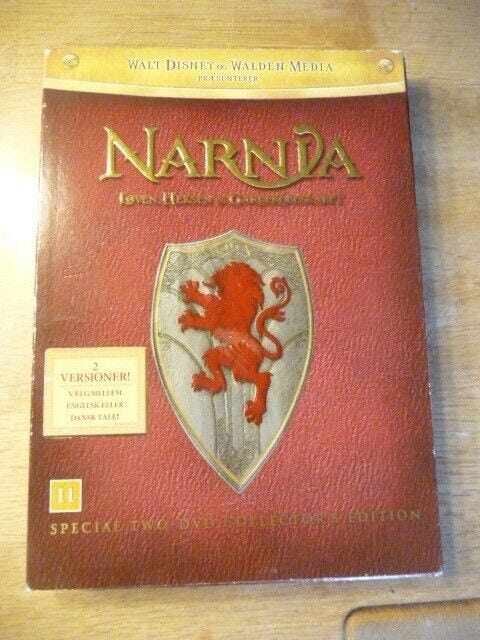 WALT DISNEY OG WALDEN MEDIA
PRÆSENTERER
NARNIA
LØVEN, HEKSEN & GARDEROBESKABET
2
VERSIONER!
VÆLG MELLEM
ENGELSK ELLER
DANSK TALE!
11
SPECIAL TWO-DVD COLLECTOR'S EDITION